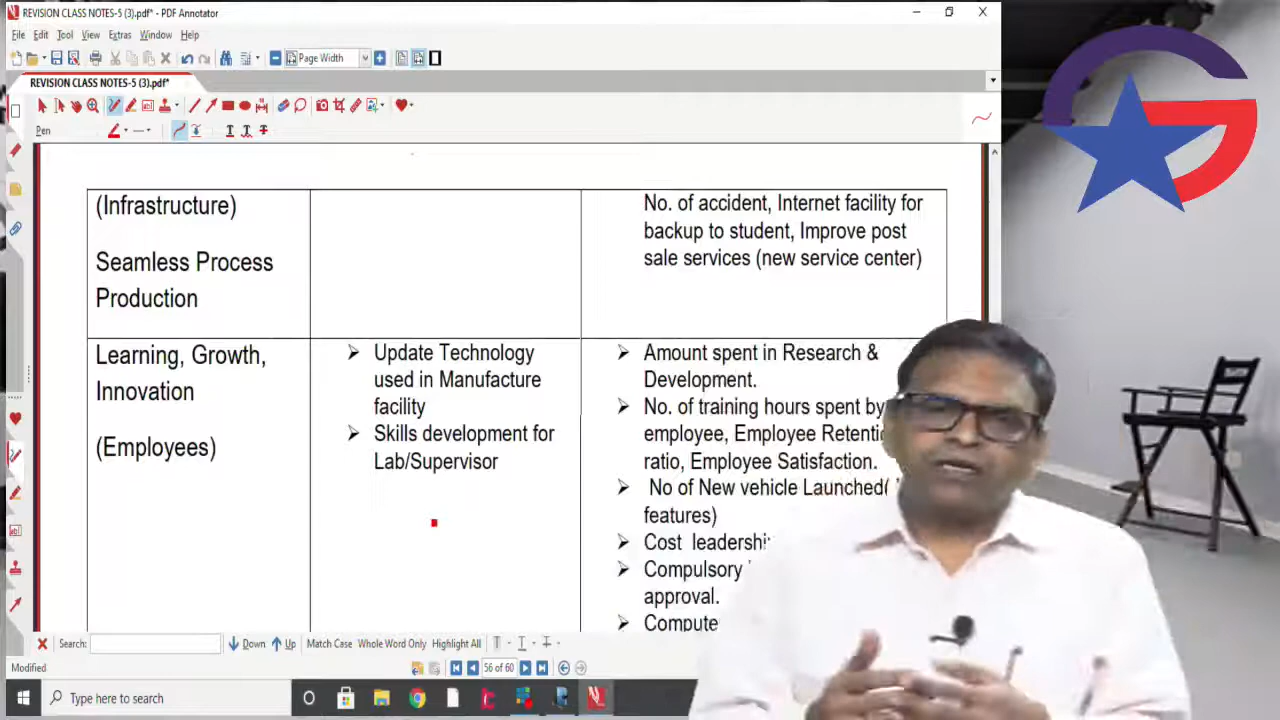 REVISION CLASS NOTES-5 (3).pdf* - PDF Annotator
File Edit Tool View Extras Window Help
Page Width
REVISION CLASS NOTES-5 (3).pdf*
Pen
(Infrastructure)
Seamless Process
Production
No. of accident, Internet facility for
backup to student, Improve post
sale services (new service center)
Learning, Growth,
Innovation
(Employees)
Update Technology
used in Manufacture
facility
Skills development for
Lab/Supervisor
Amount spent in Research &
Development.
No. of training hours spent by
employee, Employee
ratio, Employee Satisfaction.
No of New vehicle Launched(
features)
Cost
Compulsory
approval.
Search: Down Up Match Case Whole Word Only Highlight All
Modified 56 of 60
Type here to search